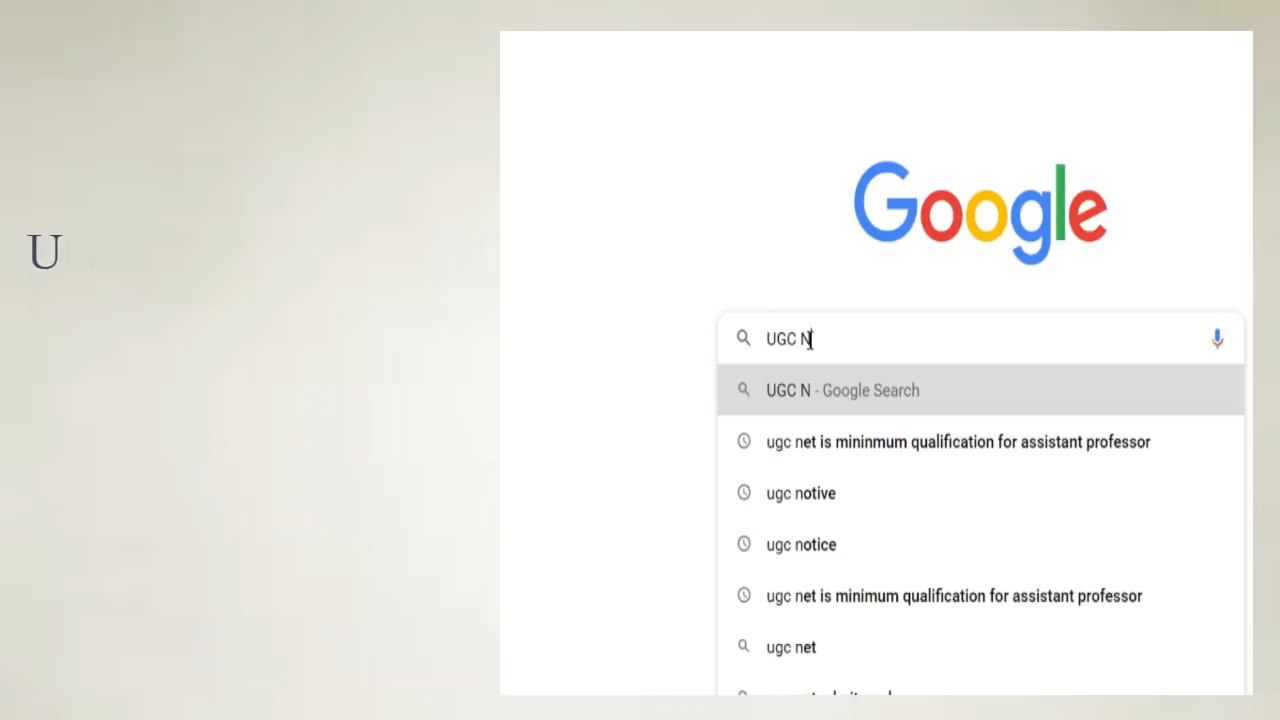 U
Google
UGC N
UGC N - Google Search
ugc net is mininmum qualification for assistant professor
ugc notive
ugc notice
ugc net is minimum qualification for assistant professor
ugc net